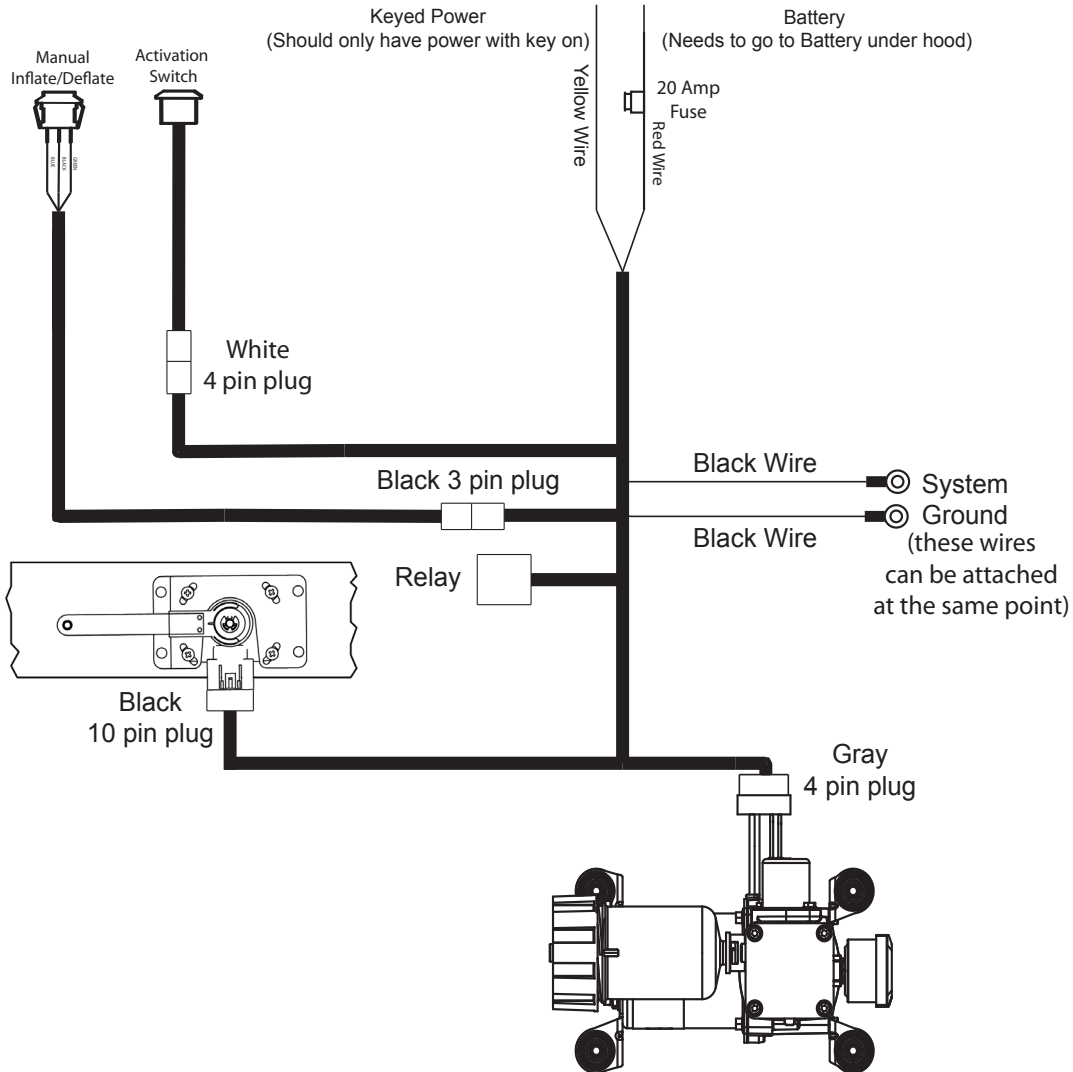 Keyed Power
(Should only have power with key on)
Battery
(Needs to go to Battery under hood)
Manual
Inflate/Deflate
Activation
Switch
Yellow Wire
20 Amp
Fuse
Red Wire
BLUE
BLACK
GREEN
White
4 pin plug
Black 3 pin plug
Black Wire
System
Ground
(these wires
can be attached
at the same point)
Black Wire
Relay
Black
10 pin plug
Gray
4 pin plug